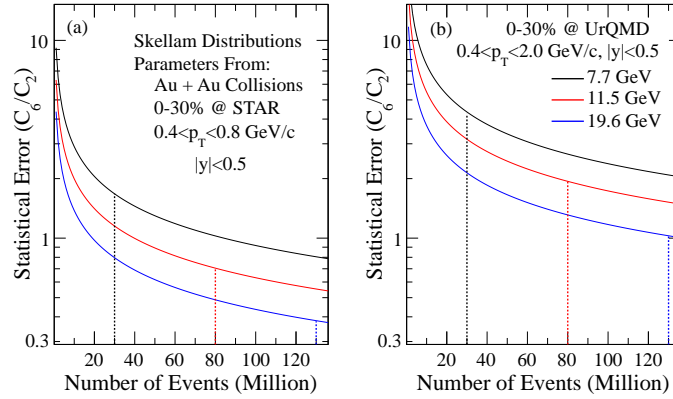 (a)
Skellam Distributions
Parameters From:
Au + Au Collisions
0-30% @ STAR
0.4<p_T<0.8 GeV/c
|y|<0.5
Statistical Error (C_6/C_2)
10
1
0.3
20 40 60 80 100 120
Number of Events (Million)
(b)
0-30% @ UrQMD
0.4<p_T<2.0 GeV/c, |y|<0.5
7.7 GeV
11.5 GeV
19.6 GeV
Statistical Error (C_6/C_2)
10
1
0.3
20 40 60 80 100 120
Number of Events (Million)